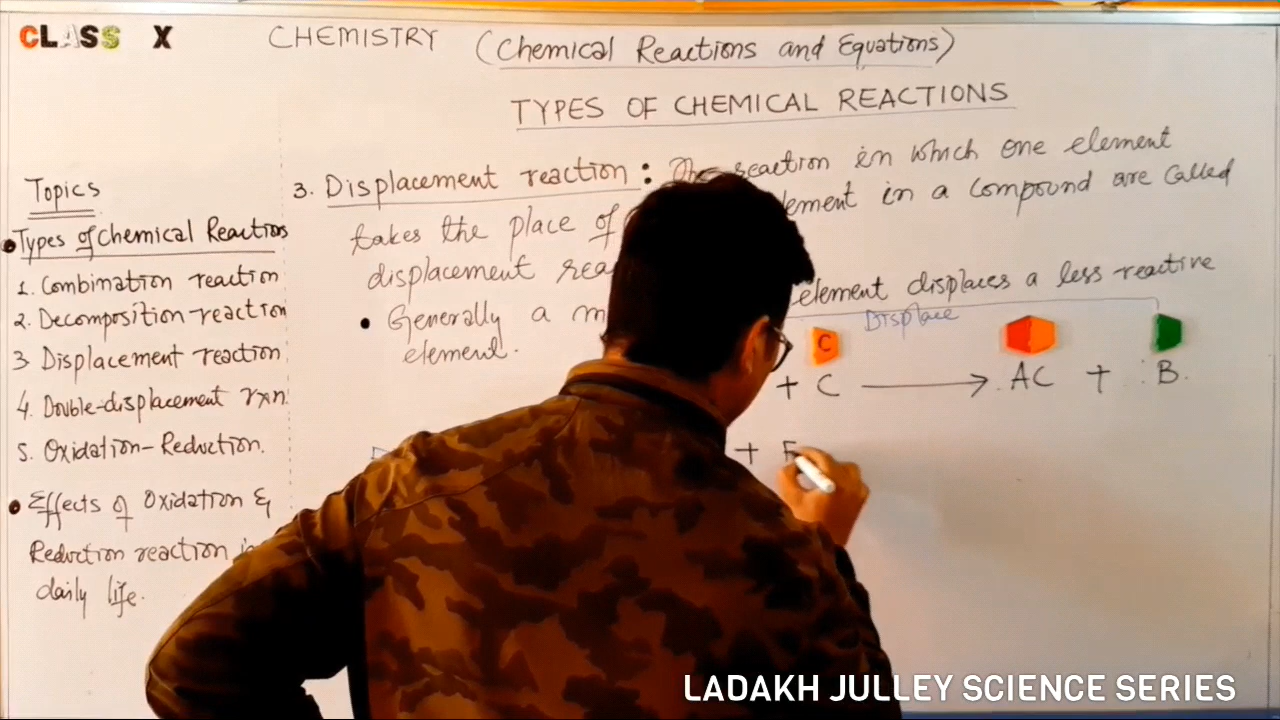 CLASS X CHEMISTRY (Chemical Reactions and Equations)
TYPES OF CHEMICAL REACTIONS
Topics
• Types of Chemical Reactions
1. Combination reaction
2. Decomposition reaction
3 Displacement reaction
4. Double-displacement rxn
5. Oxidation-Reduction.
• Effects of Oxidation &
Reduction reaction
daily life.
3. Displacement reaction: The reaction in which one element
takes the place of in a compound are called
displacement
• Generally a element displaces a less reactive
element.
Displace
C
+ C → AC + B.
+
LADAKH JULLEY SCIENCE SERIES